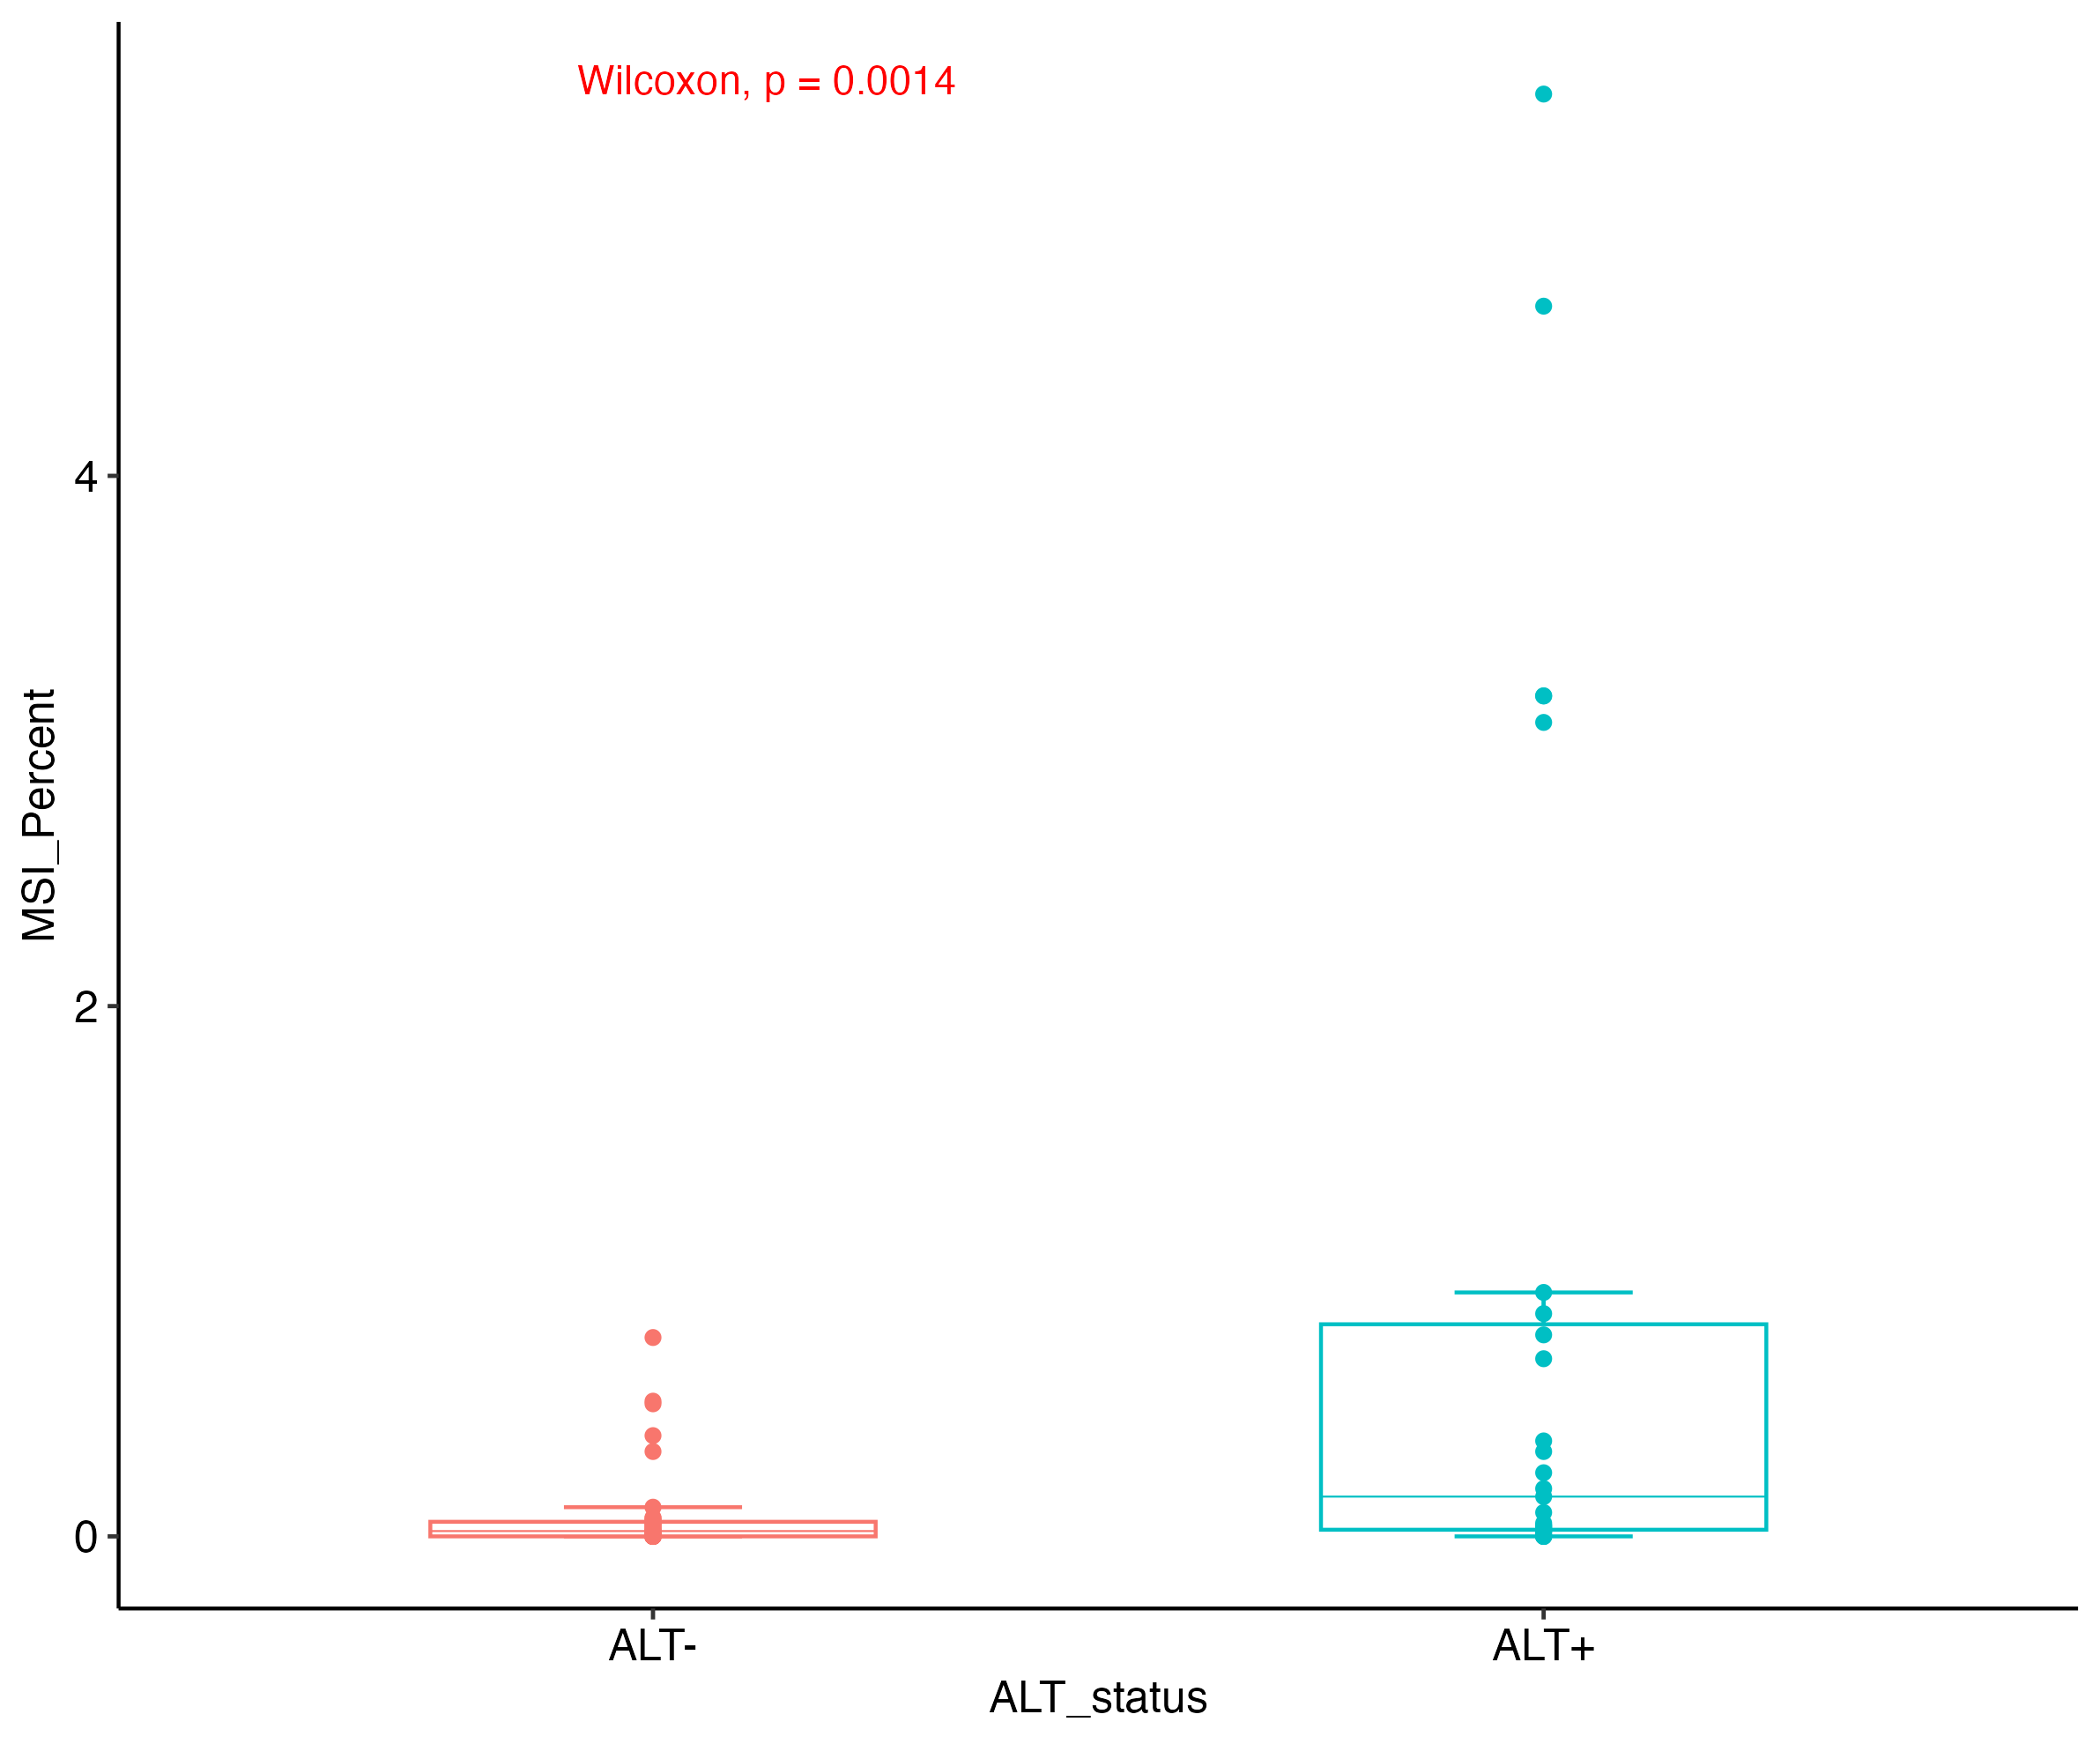 Wilcoxon, p = 0.0014
MSI_Percent
4
2
0
ALT-
ALT+
ALT_status